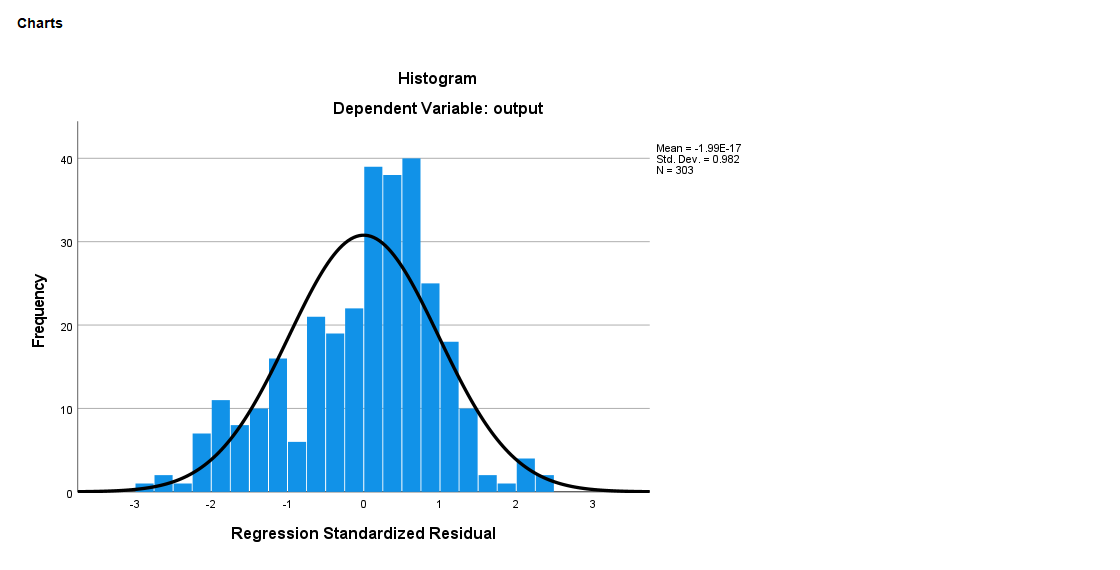 Charts
Histogram
Dependent Variable: output
Mean = -1.99E-17
Std. Dev. = 0.982
N = 303
40
30
20
10
0
Frequency
-3 -2 -1 0 1 2 3
Regression Standardized Residual